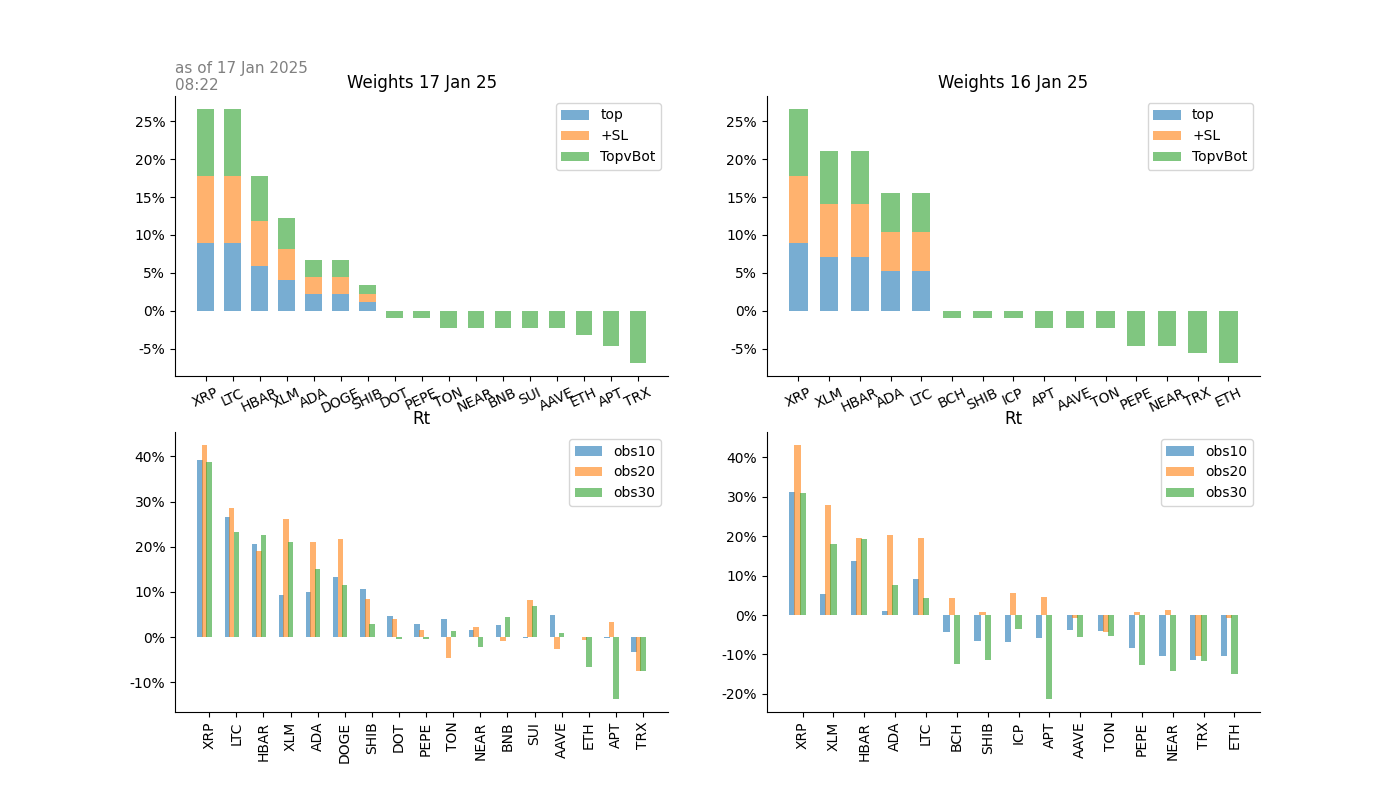 as of 17 Jan 2025
08:22
Weights 17 Jan 25
25%
20%
15%
10%
5%
0%
-5%
top
+SL
TopvBot
XRP LTC HBAR XLM ADA DOGE SHIB DOT PEPE TON NEAR BNB SUI AAVE ETH APT TRX
Weights 16 Jan 25
25%
20%
15%
10%
5%
0%
-5%
top
+SL
TopvBot
XRP XLM HBAR ADA LTC BCH SHIB ICP APT AAVE TON PEPE NEAR TRX ETH
Rt
40%
30%
20%
10%
0%
-10%
obs10
obs20
obs30
XRP LTC HBAR XLM ADA DOGE SHIB DOT PEPE TON NEAR BNB SUI AAVE ETH APT TRX
Rt
40%
30%
20%
10%
0%
-10%
-20%
obs10
obs20
obs30
XRP XLM HBAR ADA LTC BCH SHIB ICP APT AAVE TON PEPE NEAR TRX ETH